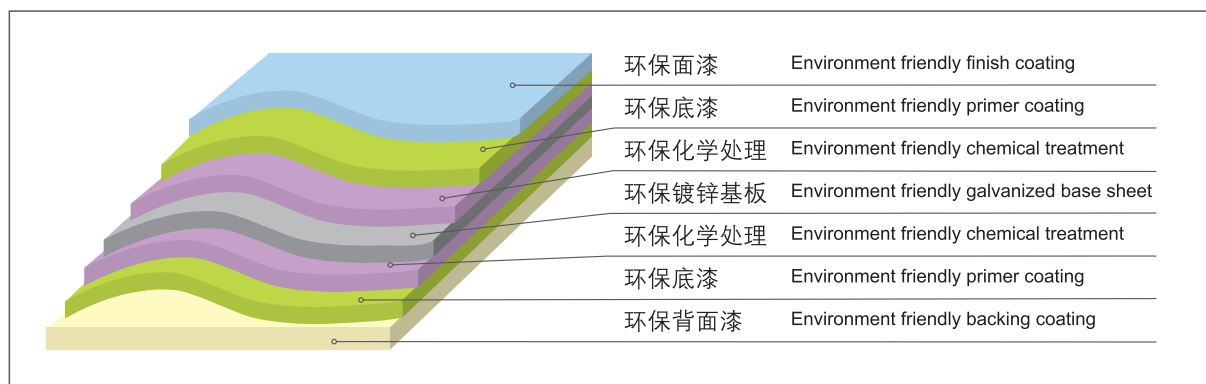 环保面漆 Environment friendly finish coating
环保底漆 Environment friendly primer coating
环保化学处理 Environment friendly chemical treatment
环保镀锌基板 Environment friendly galvanized base sheet
环保化学处理 Environment friendly chemical treatment
环保底漆 Environment friendly primer coating
环保背面漆 Environment friendly backing coating